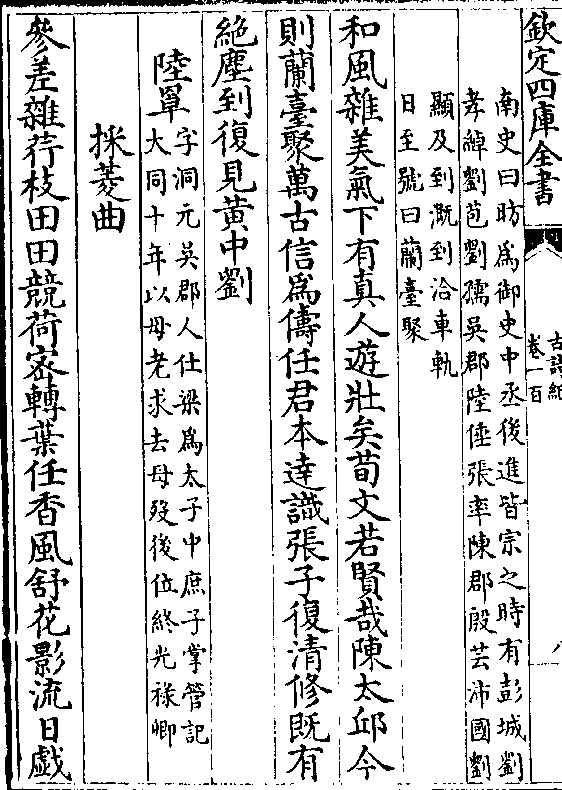 欽定四庫全書
古詩紀
卷一百
八
南史曰昉為御史中丞後進皆宗之時有彭城劉
孝綽劉苞劉孺吳郡陸倕張率陳郡殷芸沛國劉
顯及到溉到洽車軌
日至號曰蘭臺聚
和風雜美氣下有真人遊壯矣荀文若賢哉陳太邱今
則蘭臺聚萬古信為儔任君本達識張子復清修既有
絕塵到復見黃中劉
陸罩
字洞元吳郡人仕梁為太子中庶子掌管記
大同十年以母老求去母歿後位終光祿卿
採菱曲
參差雜荇枝田田競荷密轉葉任香風舒花影流日戲